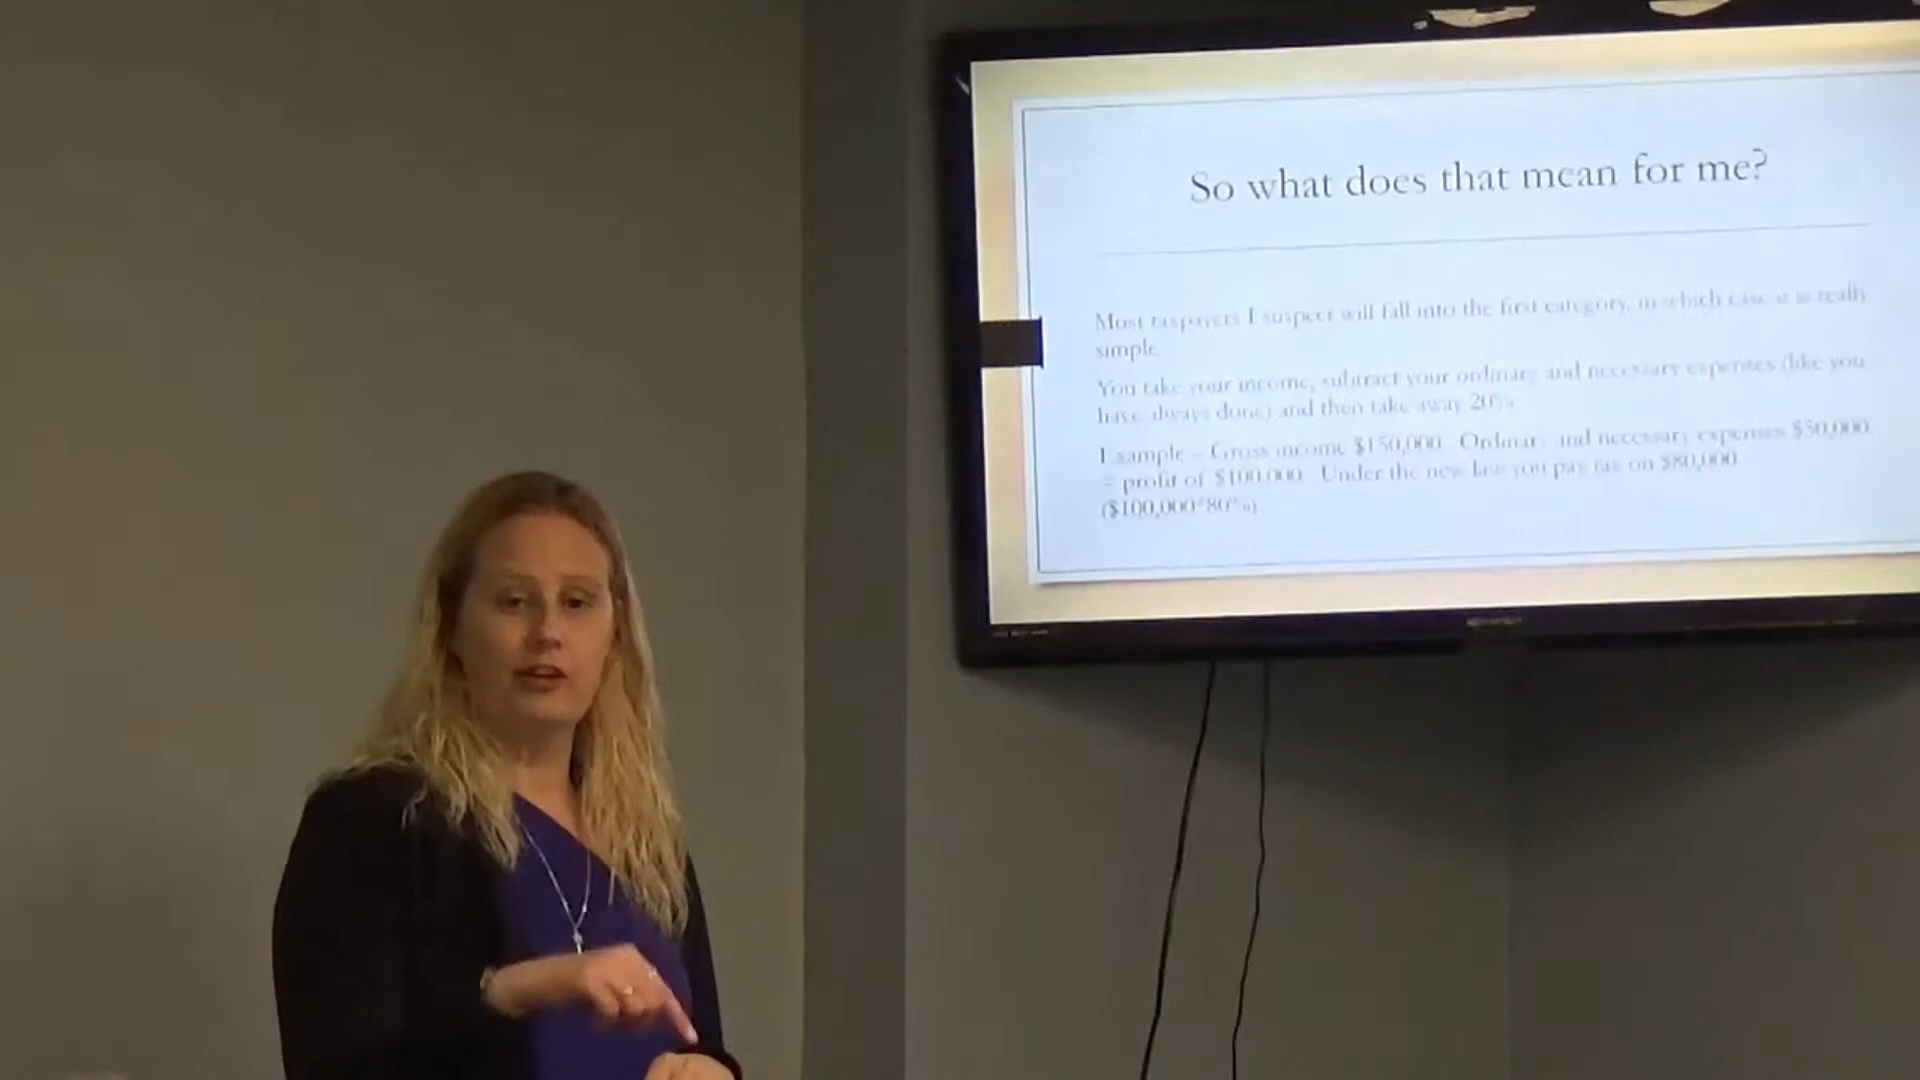 So what does that mean for me?
Most taxpayers I suspect will fall into the first category, in which case it is really
simple
You take your income, subtract your ordinary and necessary expenses (like you
have always done) and then take away 20%
Example – Gross income $150,000 Ordinary and necessary expenses $50,000
= profit of $100,000 Under the new law you pay tax on $80,000
($100,000*80%)